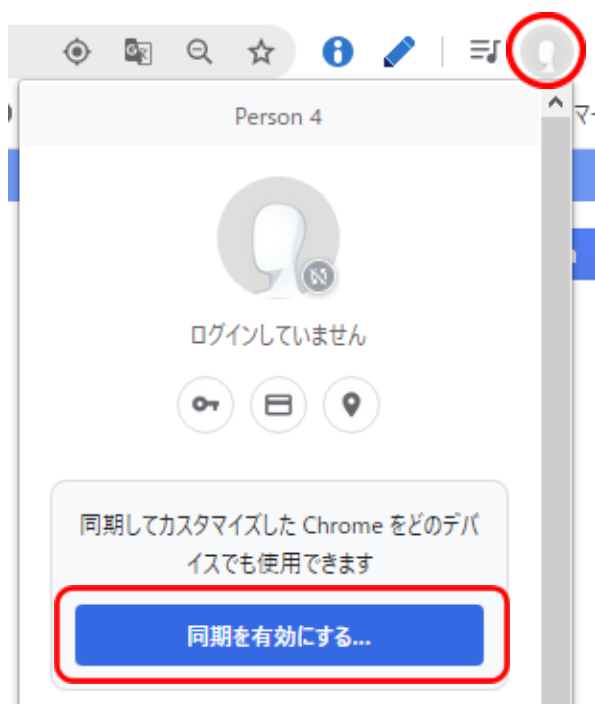 Person 4
マ
ログインしていません
同期してカスタマイズした Chrome をどのデバ
イスでも使用できます
同期を有効にする...